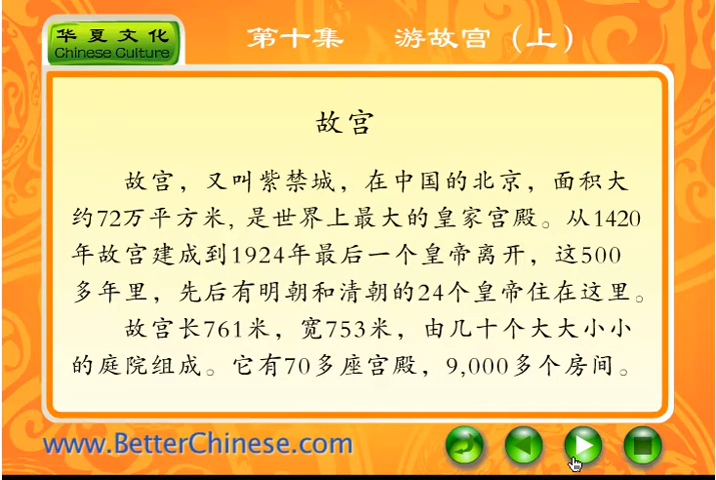 华夏文化
Chinese Culture
第十集 游故宫（上）
故宫
故宫，又叫紫禁城，在中国的北京，面积大
约72万平方米，是世界上最大的皇家宫殿。从1420
年故宫建成到1924年最后一个皇帝离开，这500
多年里，先后有明朝和清朝的24个皇帝住在这里。
故宫长761米，宽753米，由几十个大大小小
的庭院组成。它有70多座宫殿，9,000多个房间。
www.BetterChinese.com